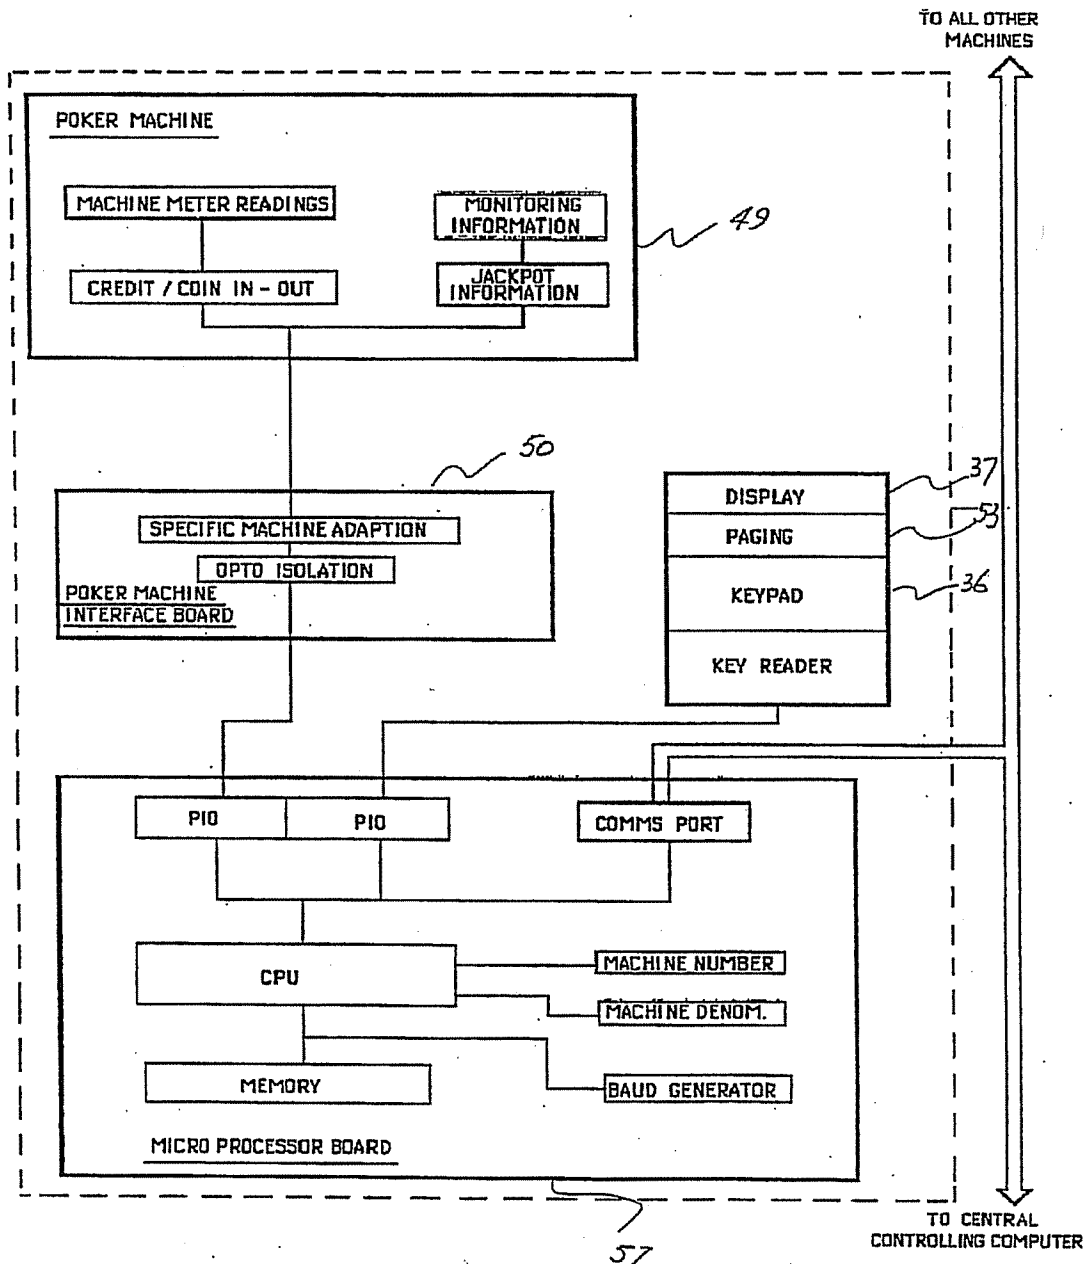 TO ALL OTHER
MACHINES
POKER MACHINE
MACHINE METER READINGS
MONITORING
INFORMATION
49
CREDIT / COIN IN - OUT
JACKPOT
INFORMATION
50
SPECIFIC MACHINE ADAPTION
OPTO ISOLATION
POKER MACHINE
INTERFACE BOARD
DISPLAY
37
PAGING
53
KEYPAD
36
KEY READER
PIO
PIO
COMMS PORT
CPU
MACHINE NUMBER
MACHINE DENOM.
MEMORY
BAUD GENERATOR
MICRO PROCESSOR BOARD
57
TO CENTRAL
CONTROLLING COMPUTER